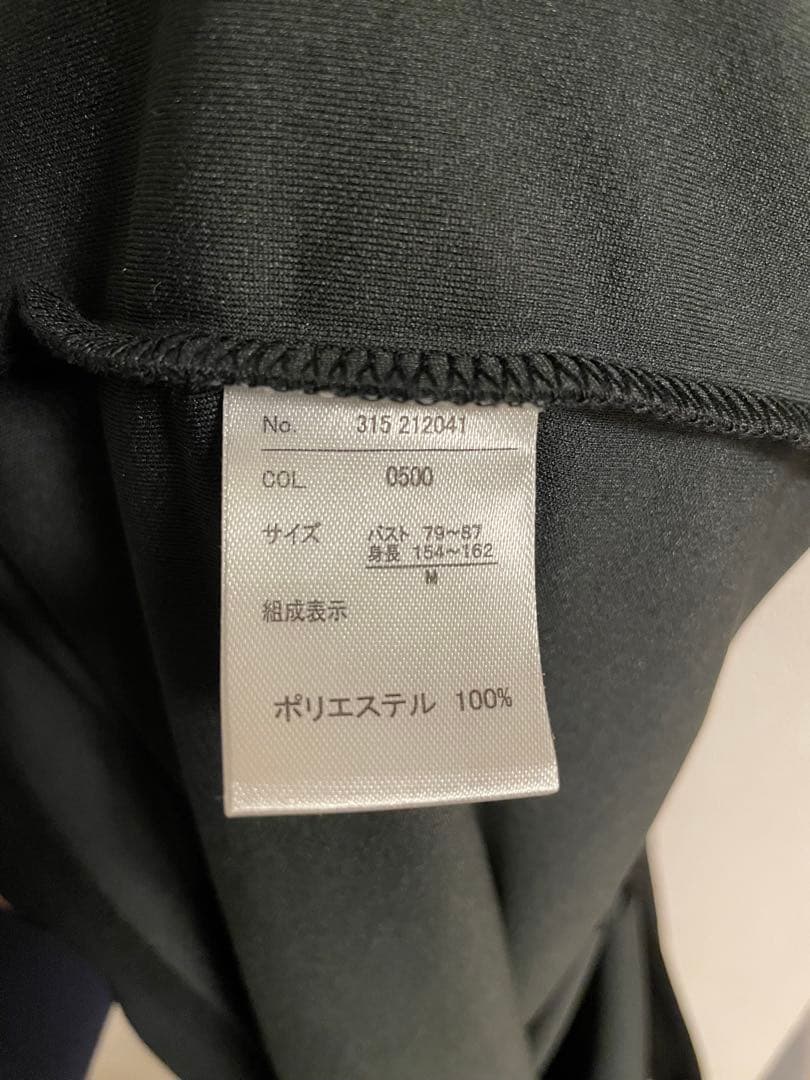 No. 315 212041
COL. 0500
サイズ バスト 79～87
身長 154～162
M
組成表示
ポリエステル 100%